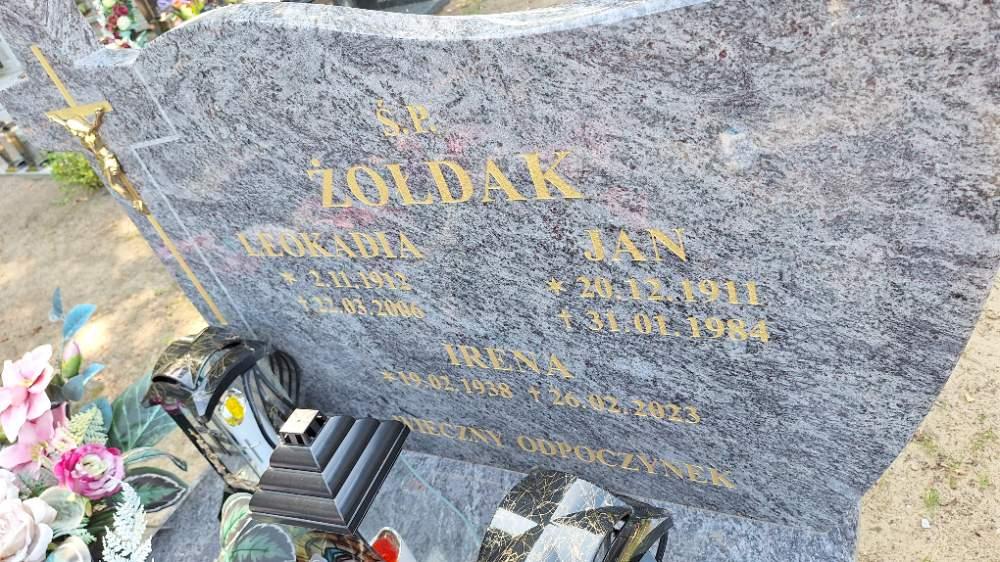 Ś.P.
ŻOŁDAK
LEOKADIA JAN
* 2.11.1912 * 20.12.1911
† 22.03.2006 † 31.01.1984
IRENA
*19.02.1938 † 26.02.2023
WIECZNY ODPOCZYNEK